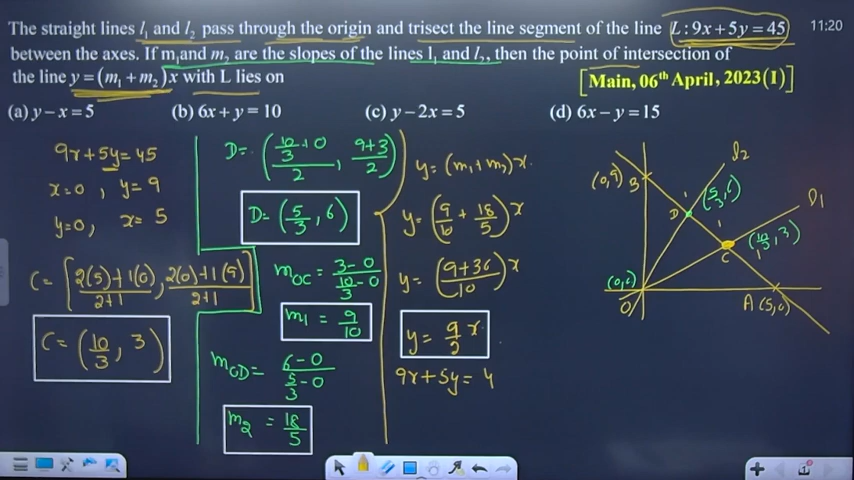 The straight lines l₁ and l₂ pass through the origin and trisect the line segment of the line L : 9x + 5y = 45
between the axes. If m₁and m₂ are the slopes of the lines l₁ and l₂, then the point of intersection of
the line y = (m₁ + m₂) x with L lies on
[Main, 06th April, 2023(I)]
11:20
(a) y − x = 5 (b) 6x + y = 10 (c) y − 2x = 5 (d) 6x − y = 15
9x+5y=45
x=0, y=9
y=0, x=5
C = [2(5)+1(0)/2+1, 2(0)+1(9)/2+1]
C = (10/3, 3)
D = (10/3+0/2, 9+3/2)
D = (5/3, 6)
m_OC = 3-0/10/3-0
m₁ = 9/10
m_OD = 6-0/5/3-0
m₂ = 18/5
y = (m₁+m₂)x.
y = (9/10 + 18/5)x
y = (9+36/10)x
y = 9/2 x
9x+5y = 4
l₂
(0,9) B
1
(5/3, 6)
D
l₁
1
(10/3, 3)
C
1
(0,0)
O
A (5,0)